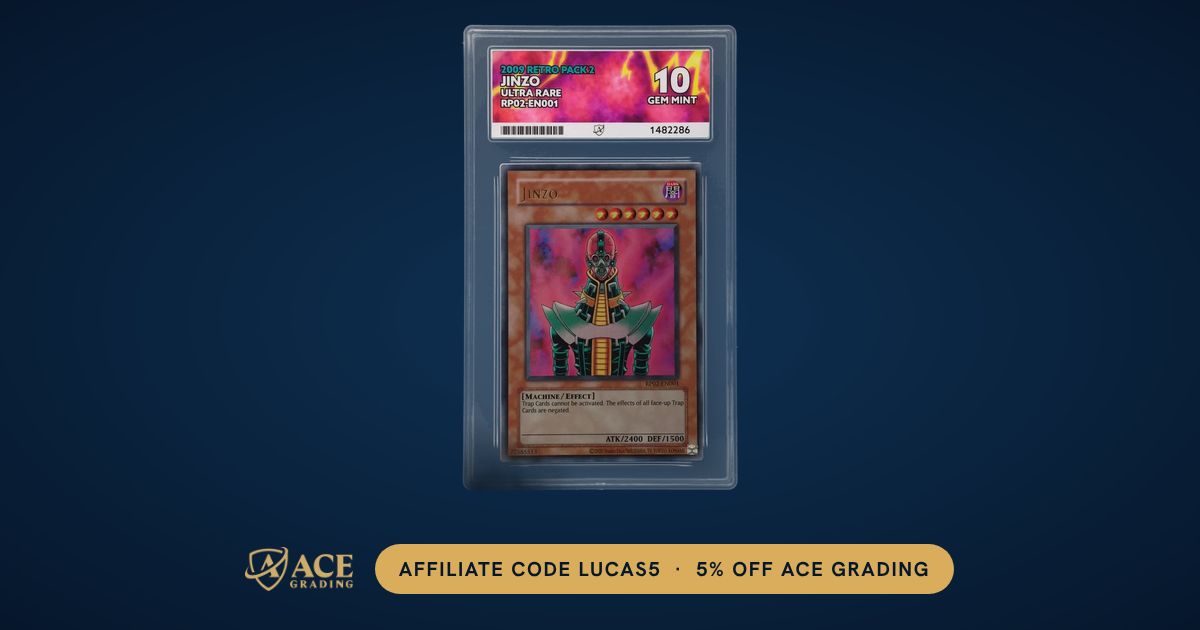 2009 RETRO PACK 2
JINZO
ULTRA RARE
RP02-EN001
10
GEM MINT
1482286
JINZO
RP02-EN001
[MACHINE/EFFECT]
Trap Cards cannot be activated. The effects of all face-up Trap
Cards are negated.
ATK/2400 DEF/1500
ACE
GRADING
AFFILIATE CODE LUCAS5 · 5% OFF ACE GRADING